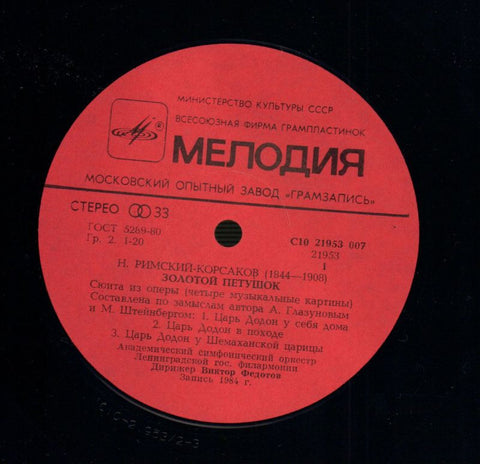 МИНИСТЕРСТВО КУЛЬТУРЫ СССР
ВСЕСОЮЗНАЯ ФИРМА ГРАМПЛАСТИНОК
МЕЛОДИЯ
МОСКОВСКИЙ ОПЫТНЫЙ ЗАВОД «ГРАМЗАПИСЬ»
СТЕРЕО 33
ГОСТ 5289-80
Гр. 2. 1-20
С10 21953 007
21953
1
Н. РИМСКИЙ-КОРСАКОВ (1844—1908)
ЗОЛОТОЙ ПЕТУШОК
Сюита из оперы (четыре музыкальные картины)
Составлена по замыслам автора А. Глазуновым
и М. Штейнбергом: 1. Царь Додон у себя дома
2. Царь Додон в походе
3. Царь Додон у Шемаханской царицы
Академический симфонический оркестр
Ленинградской гос. филармонии
Дирижер Виктор Федотов
Запись 1984 г.